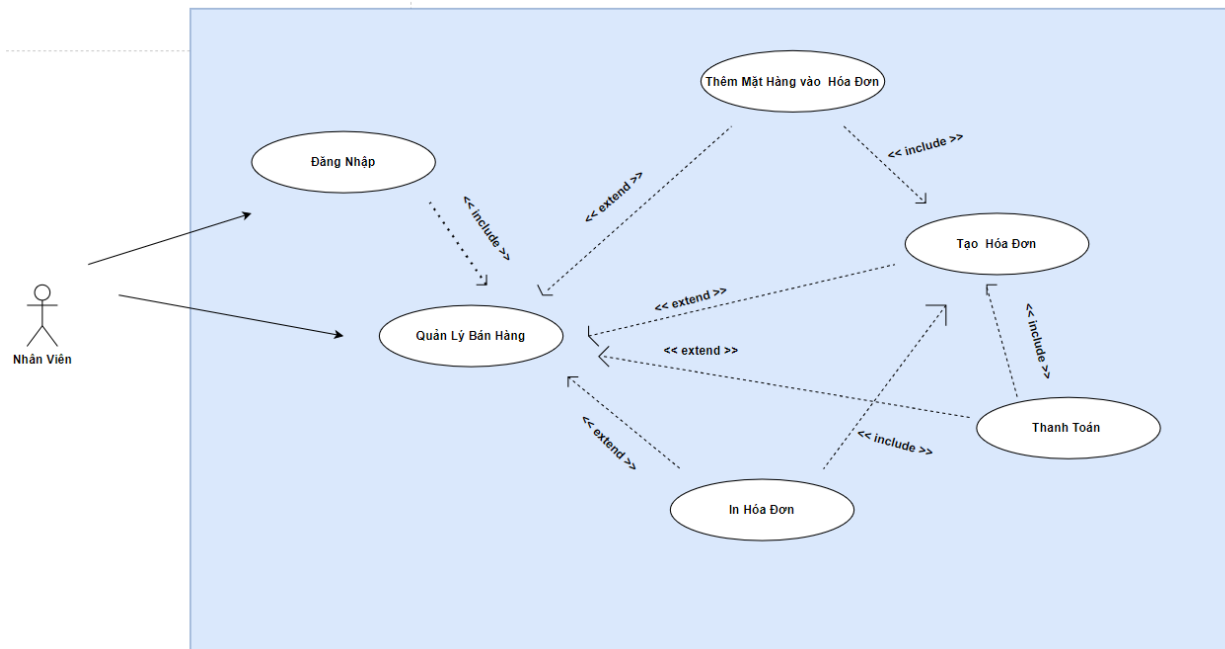 Thêm Mặt Hàng vào Hóa Đơn
<< include >>
Đăng Nhập
<< extend >>
<< include >>
Tạo Hóa Đơn
<< extend >>
Quản Lý Bán Hàng
<< extend >>
<< include >>
Nhân Viên
Thanh Toán
<< extend >>
<< include >>
In Hóa Đơn